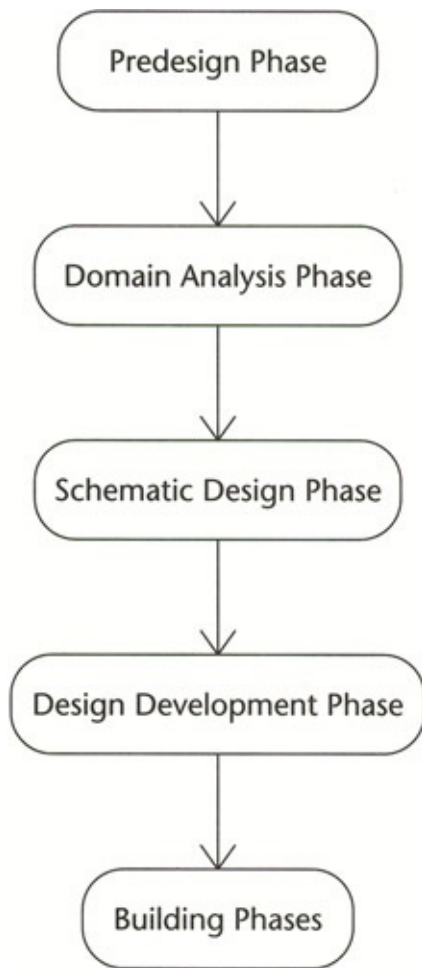 Predesign Phase
Domain Analysis Phase
Schematic Design Phase
Design Development Phase
Building Phases